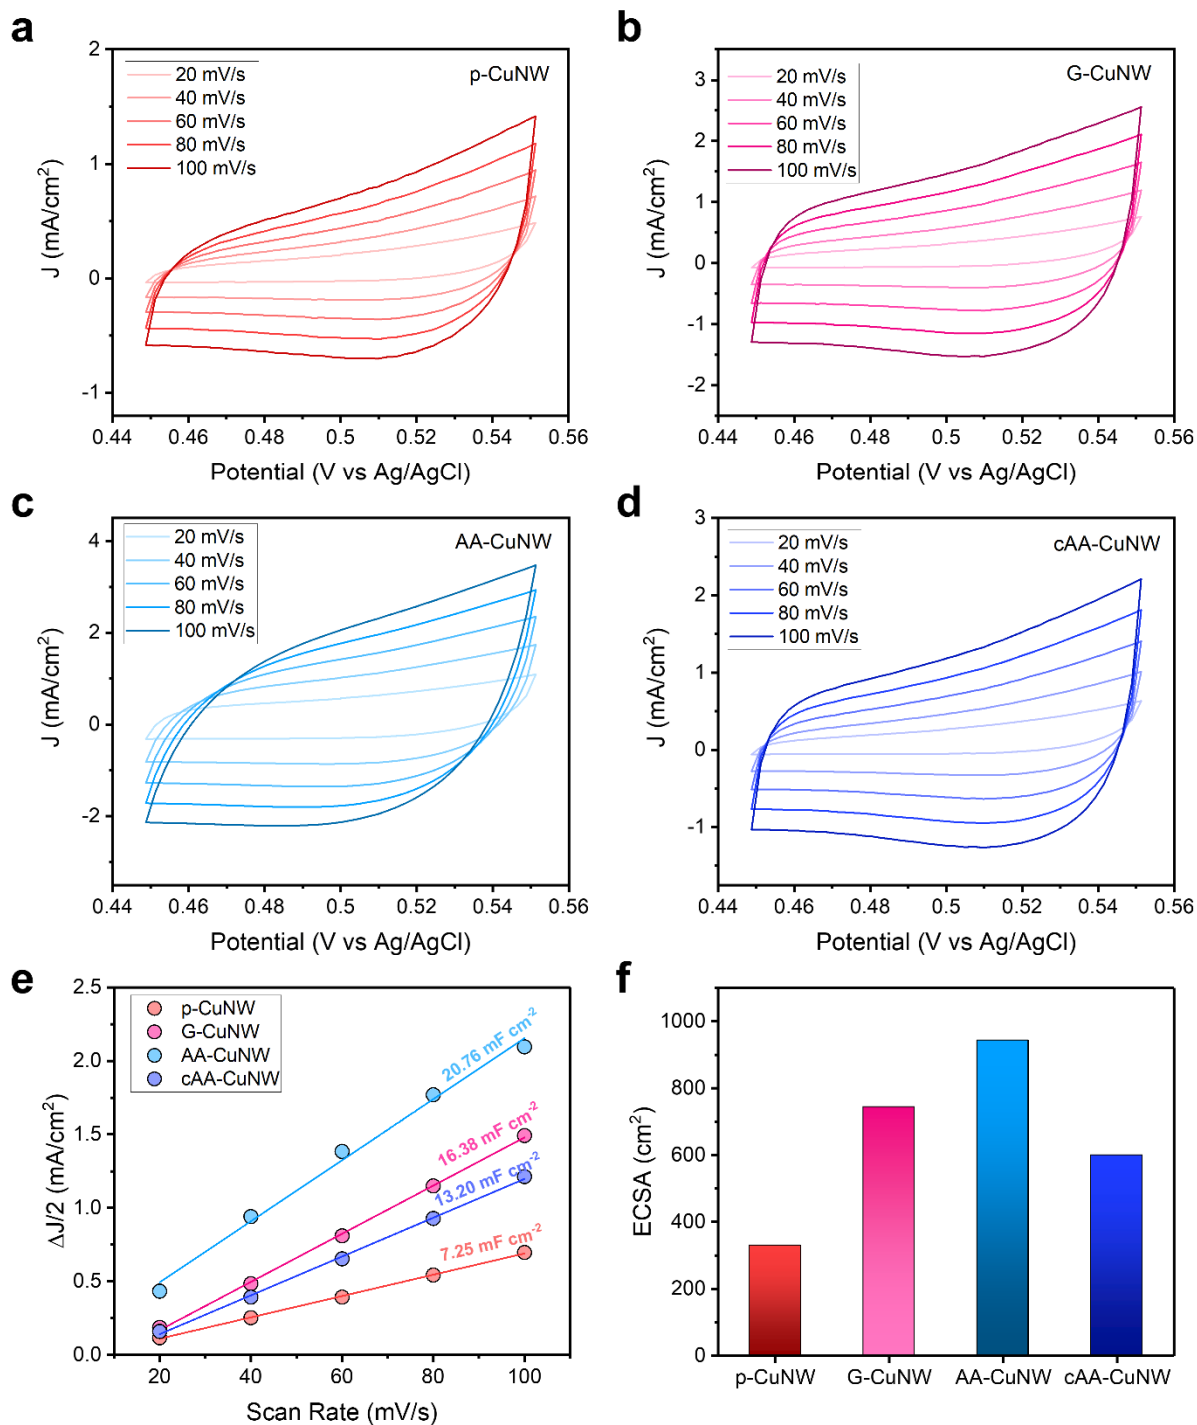 a
p-CuNW
20 mV/s
40 mV/s
60 mV/s
80 mV/s
100 mV/s
J (mA/cm²)
2
1
0
-1
0.44 0.46 0.48 0.5 0.52 0.54 0.56
Potential (V vs Ag/AgCl)
b
G-CuNW
20 mV/s
40 mV/s
60 mV/s
80 mV/s
100 mV/s
J (mA/cm²)
3
2
1
0
-1
-2
0.44 0.46 0.48 0.5 0.52 0.54 0.56
Potential (V vs Ag/AgCl)
c
AA-CuNW
20 mV/s
40 mV/s
60 mV/s
80 mV/s
100 mV/s
J (mA/cm²)
4
2
0
-2
0.44 0.46 0.48 0.5 0.52 0.54 0.56
Potential (V vs Ag/AgCl)
d
cAA-CuNW
20 mV/s
40 mV/s
60 mV/s
80 mV/s
100 mV/s
J (mA/cm²)
3
2
1
0
-1
0.44 0.46 0.48 0.5 0.52 0.54 0.56
Potential (V vs Ag/AgCl)
e
p-CuNW
G-CuNW
AA-CuNW
cAA-CuNW
20.76 mF cm⁻²
16.38 mF cm⁻²
13.20 mF cm⁻²
7.25 mF cm⁻²
ΔJ/2 (mA/cm²)
2.5
2.0
1.5
1.0
0.5
0.0
20 40 60 80 100
Scan Rate (mV/s)
f
ECSA (cm²)
1000
800
600
400
200
0
p-CuNW G-CuNW AA-CuNW cAA-CuNW